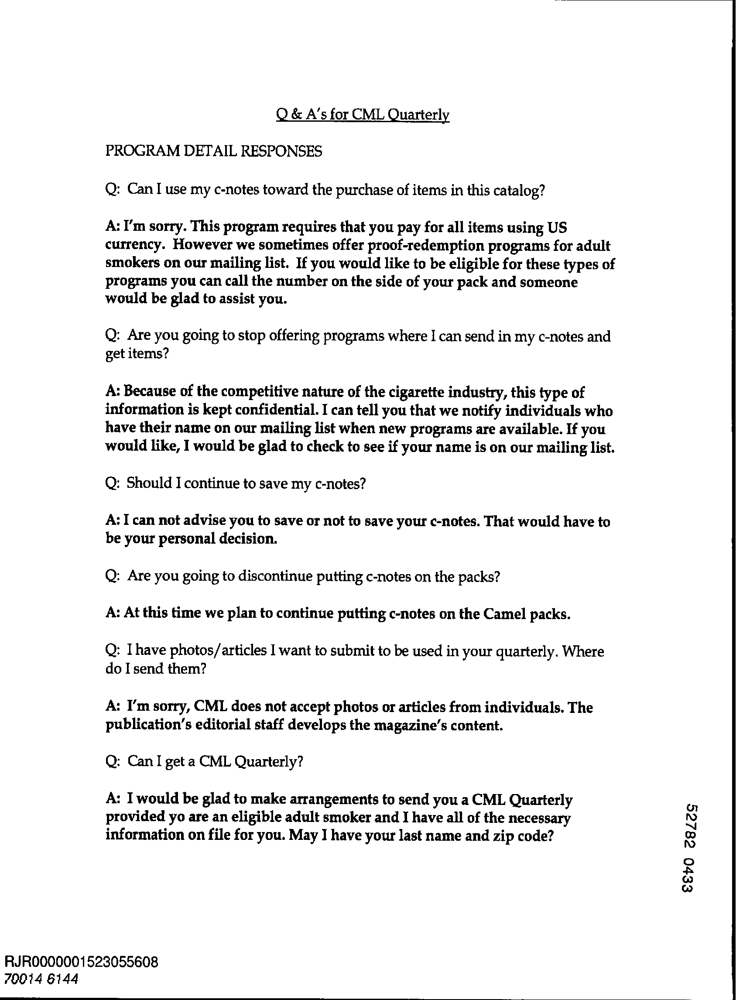 Q & A's for CML Quarterly
PROGRAM DETAIL RESPONSES
Q: Can I use my c-notes toward the purchase of items in this catalog?
A: I'm sorry. This program requires that you pay for all items using US
currency. However we sometimes offer proof-redemption programs for adult
smokers on our mailing list. If you would like to be eligible for these types of
programs you can call the number on the side of your pack and someone
would be glad to assist you.
Q: Are you going to stop offering programs where I can send in my c-notes and
get items?
A: Because of the competitive nature of the cigarette industry, this type of
information is kept confidential. I can tell you that we notify individuals who
have their name on our mailing list when new programs are available. If you
would like, I would be glad to check to see if your name is on our mailing list.
Q: Should I continue to save my c-notes?
A: I can not advise you to save or not to save your c-notes. That would have to
be your personal decision.
Q: Are you going to discontinue putting c-notes on the packs?
A: At this time we plan to continue putting c-notes on the Camel packs.
Q: I have photos/articles I want to submit to be used in your quarterly. Where
do I send them?
A: I'm sorry, CML does not accept photos or articles from individuals. The
publication's editorial staff develops the magazine's content.
Q: Can I get a CML Quarterly?
A: I would be glad to make arrangements to send you a CML Quarterly
provided yo are an eligible adult smoker and I have all of the necessary
information on file for you. May I have your last name and zip code?
52782 0433
RJR0000001523055608
70014 6144